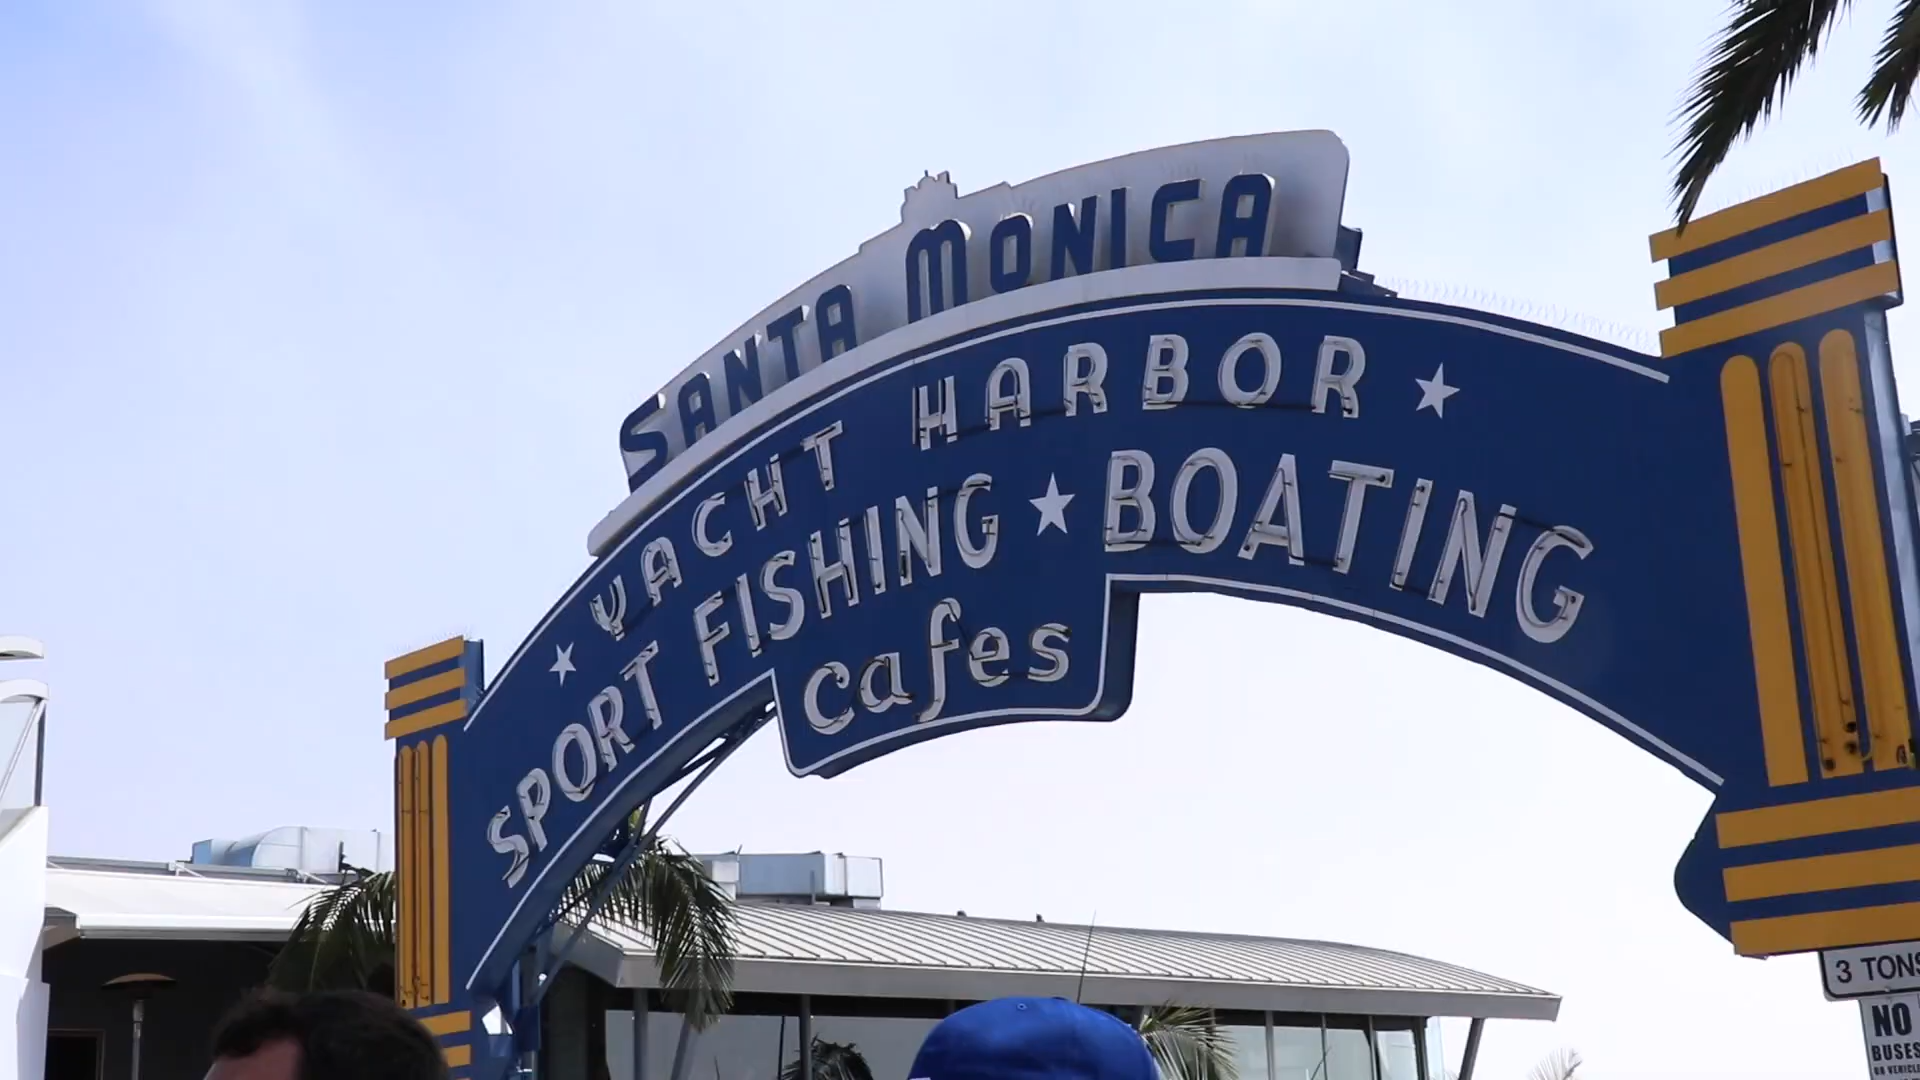 SANTA MONICA
★ YACHT HARBOR ★
SPORT FISHING ★ BOATING
cafes
3 TONS
NO
BUSES